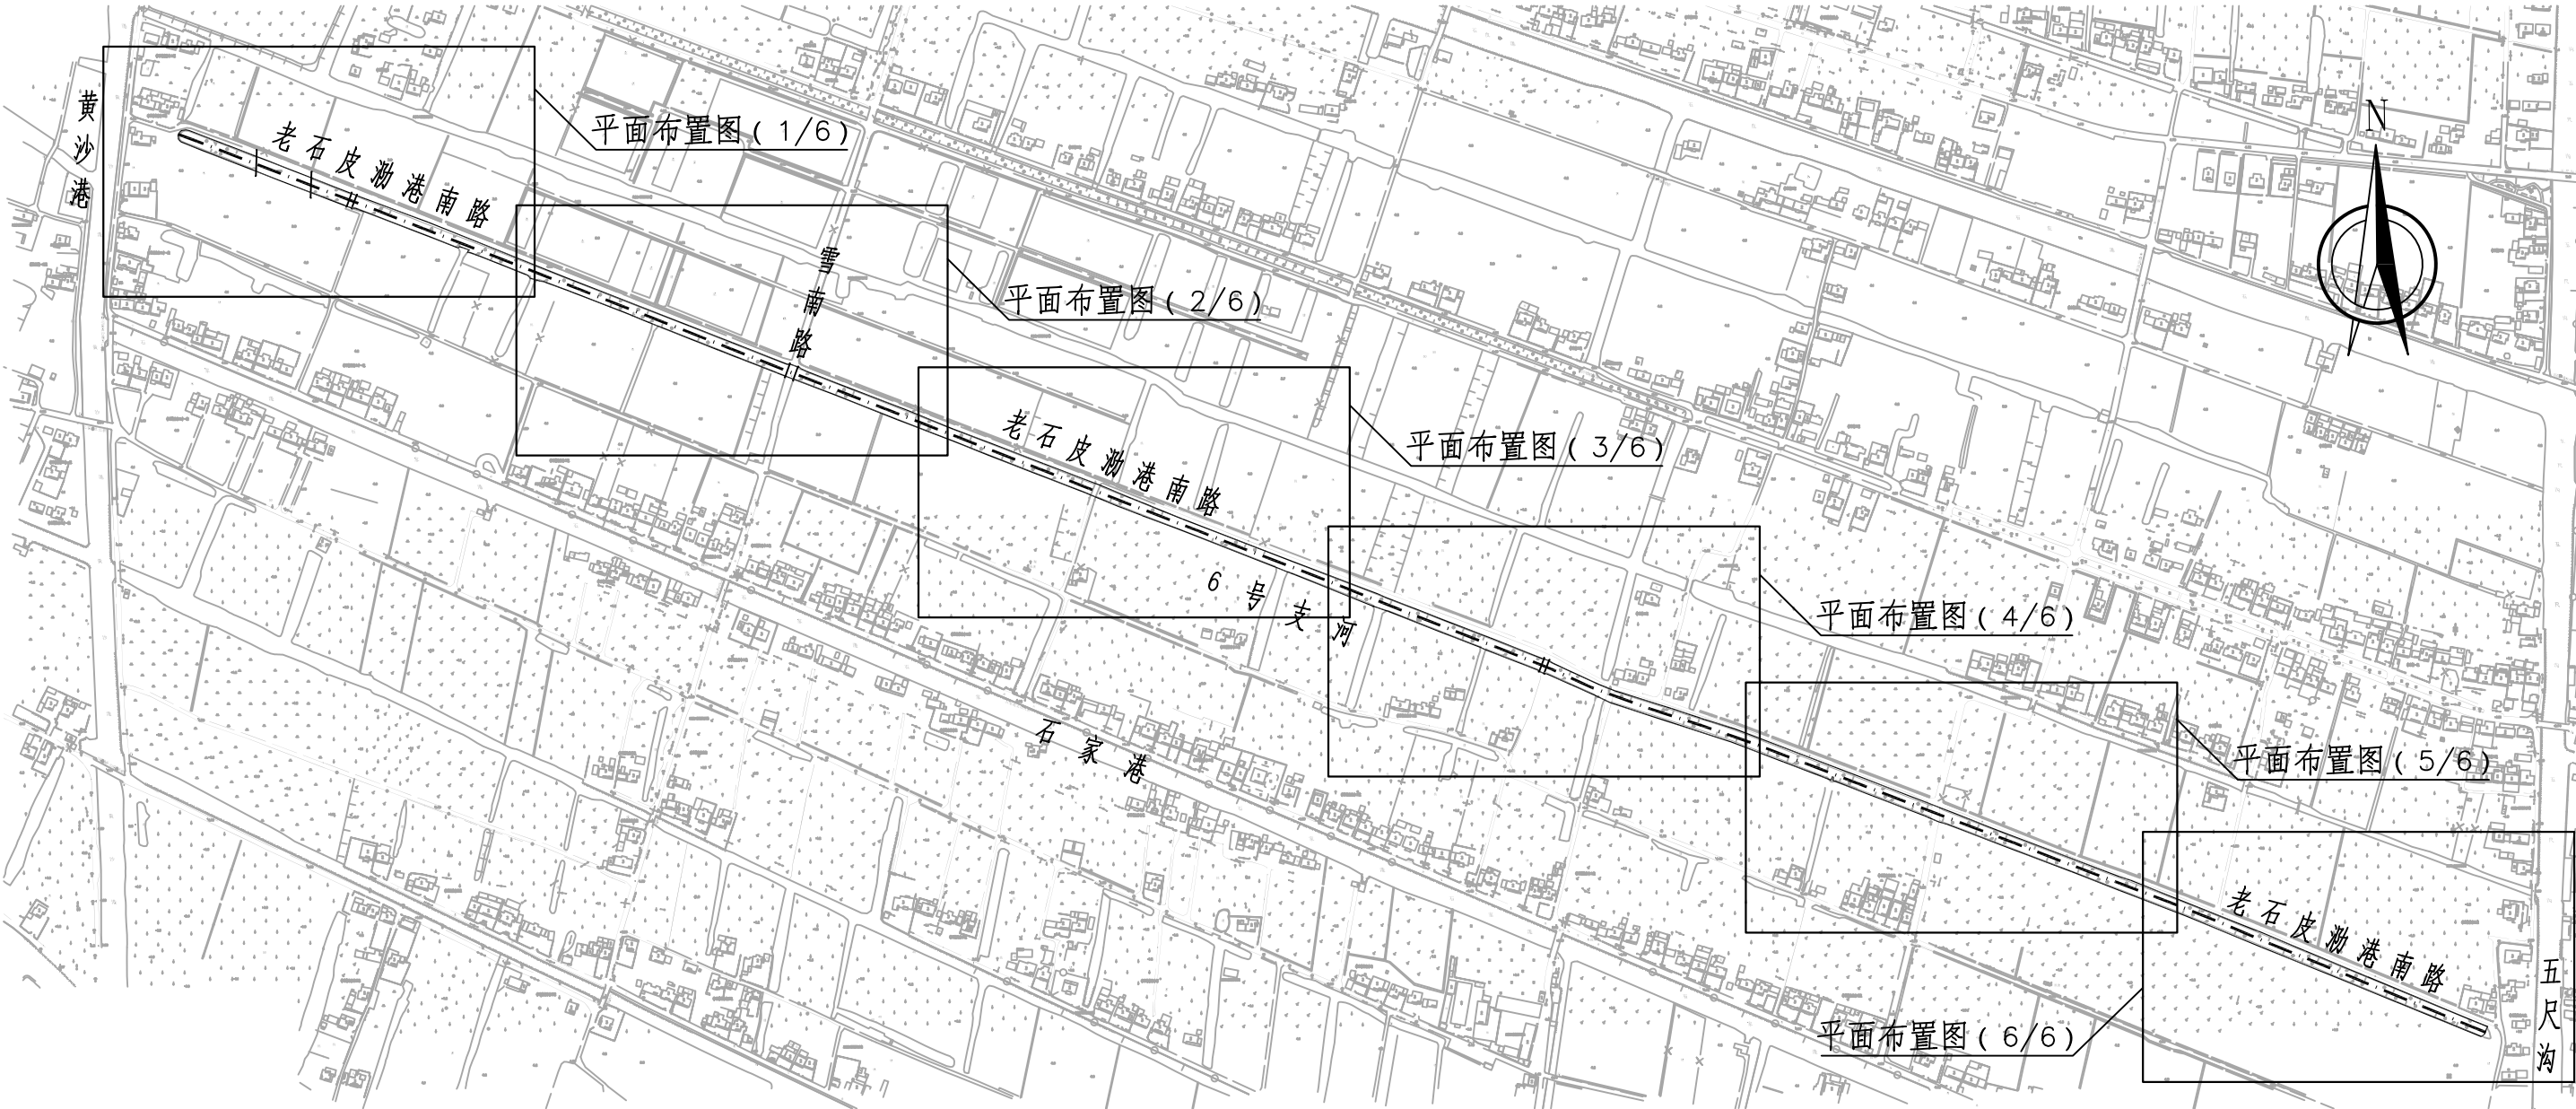 黄沙港
老石皮泐港南路
平面布置图( 1/6)
N
雪南路
平面布置图( 2/6)
老石皮泐港南路
平面布置图( 3/6)
6号支河
平面布置图( 4/6)
石家港
平面布置图( 5/6)
老石皮泐港南路
平面布置图( 6/6)
五尺沟